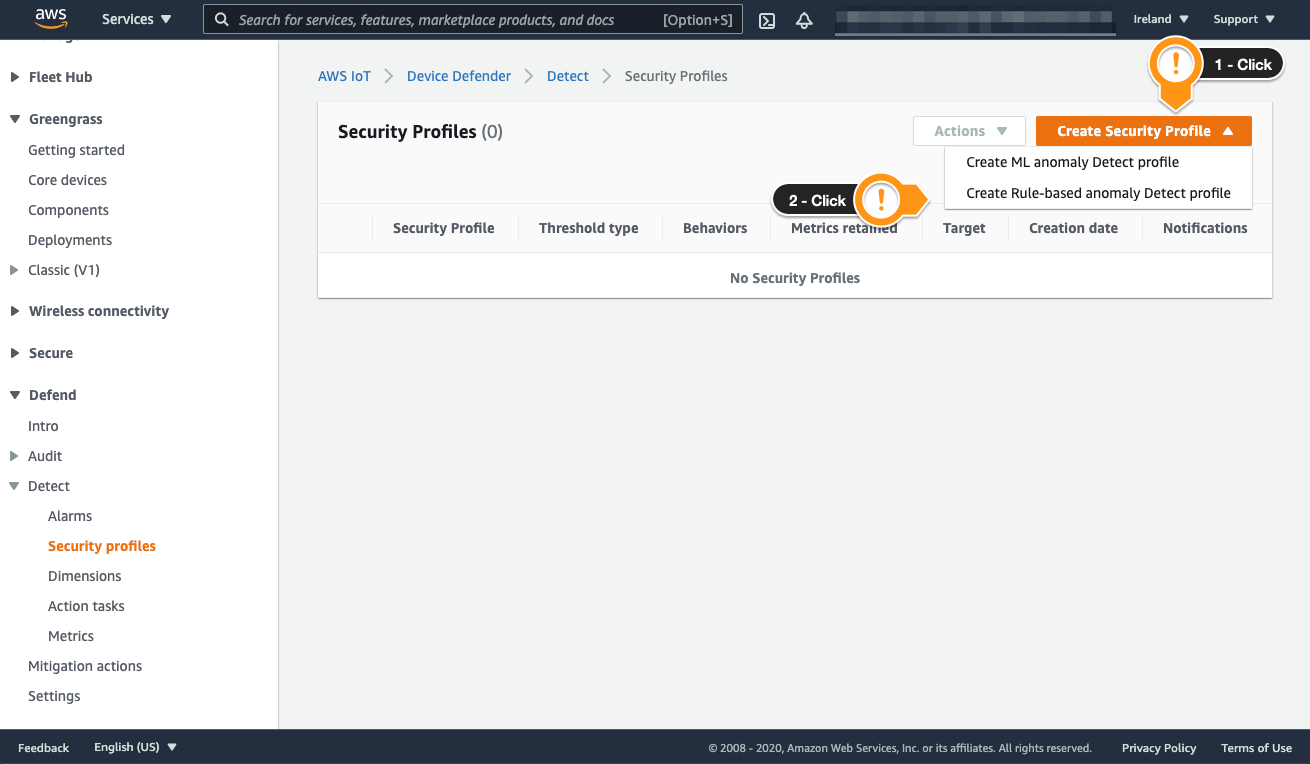 aws
Services
Search for services, features, marketplace products, and docs [Option+S]
Ireland
Support
1 - Click
Fleet Hub
Greengrass
Getting started
Core devices
Components
Deployments
Classic (V1)
Wireless connectivity
Secure
Defend
Intro
Audit
Detect
Alarms
Security profiles
Dimensions
Action tasks
Metrics
Mitigation actions
Settings
AWS IoT Device Defender Detect Security Profiles
Security Profiles (0)
Actions
Create Security Profile
Create ML anomaly Detect profile
Create Rule-based anomaly Detect profile
2 - Click
Security Profile Threshold type Behaviors Metrics retained Target Creation date Notifications
No Security Profiles
Feedback English (US) © 2008 - 2020, Amazon Web Services, Inc. or its affiliates. All rights reserved. Privacy Policy Terms of Use